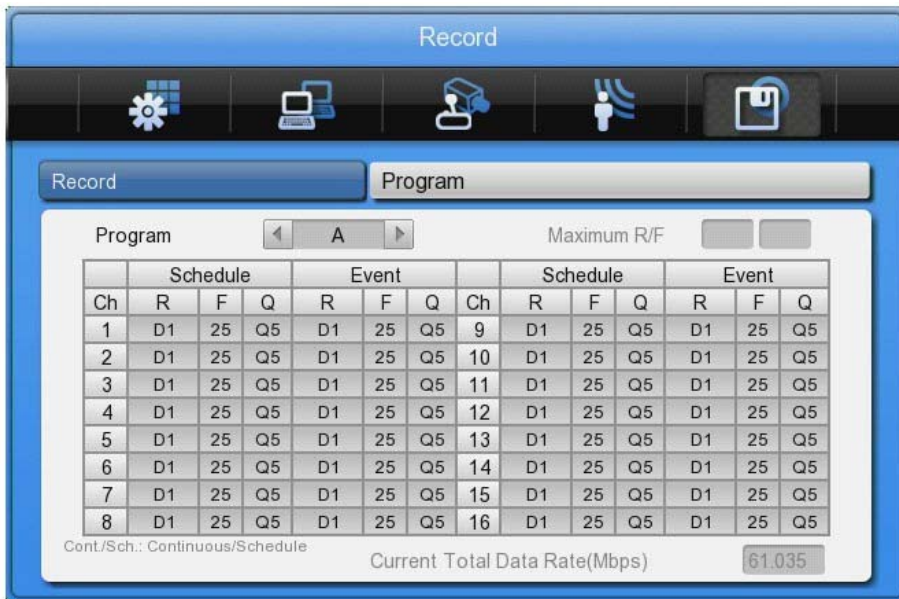 Record
Record Program
Program A Maximum R/F
Schedule Event Schedule Event
Ch R F Q R F Q Ch R F Q R F Q
1 D1 25 Q5 D1 25 Q5 9 D1 25 Q5 D1 25 Q5
2 D1 25 Q5 D1 25 Q5 10 D1 25 Q5 D1 25 Q5
3 D1 25 Q5 D1 25 Q5 11 D1 25 Q5 D1 25 Q5
4 D1 25 Q5 D1 25 Q5 12 D1 25 Q5 D1 25 Q5
5 D1 25 Q5 D1 25 Q5 13 D1 25 Q5 D1 25 Q5
6 D1 25 Q5 D1 25 Q5 14 D1 25 Q5 D1 25 Q5
7 D1 25 Q5 D1 25 Q5 15 D1 25 Q5 D1 25 Q5
8 D1 25 Q5 D1 25 Q5 16 D1 25 Q5 D1 25 Q5
Cont./Sch.: Continuous/Schedule
Current Total Data Rate(Mbps) 61.035